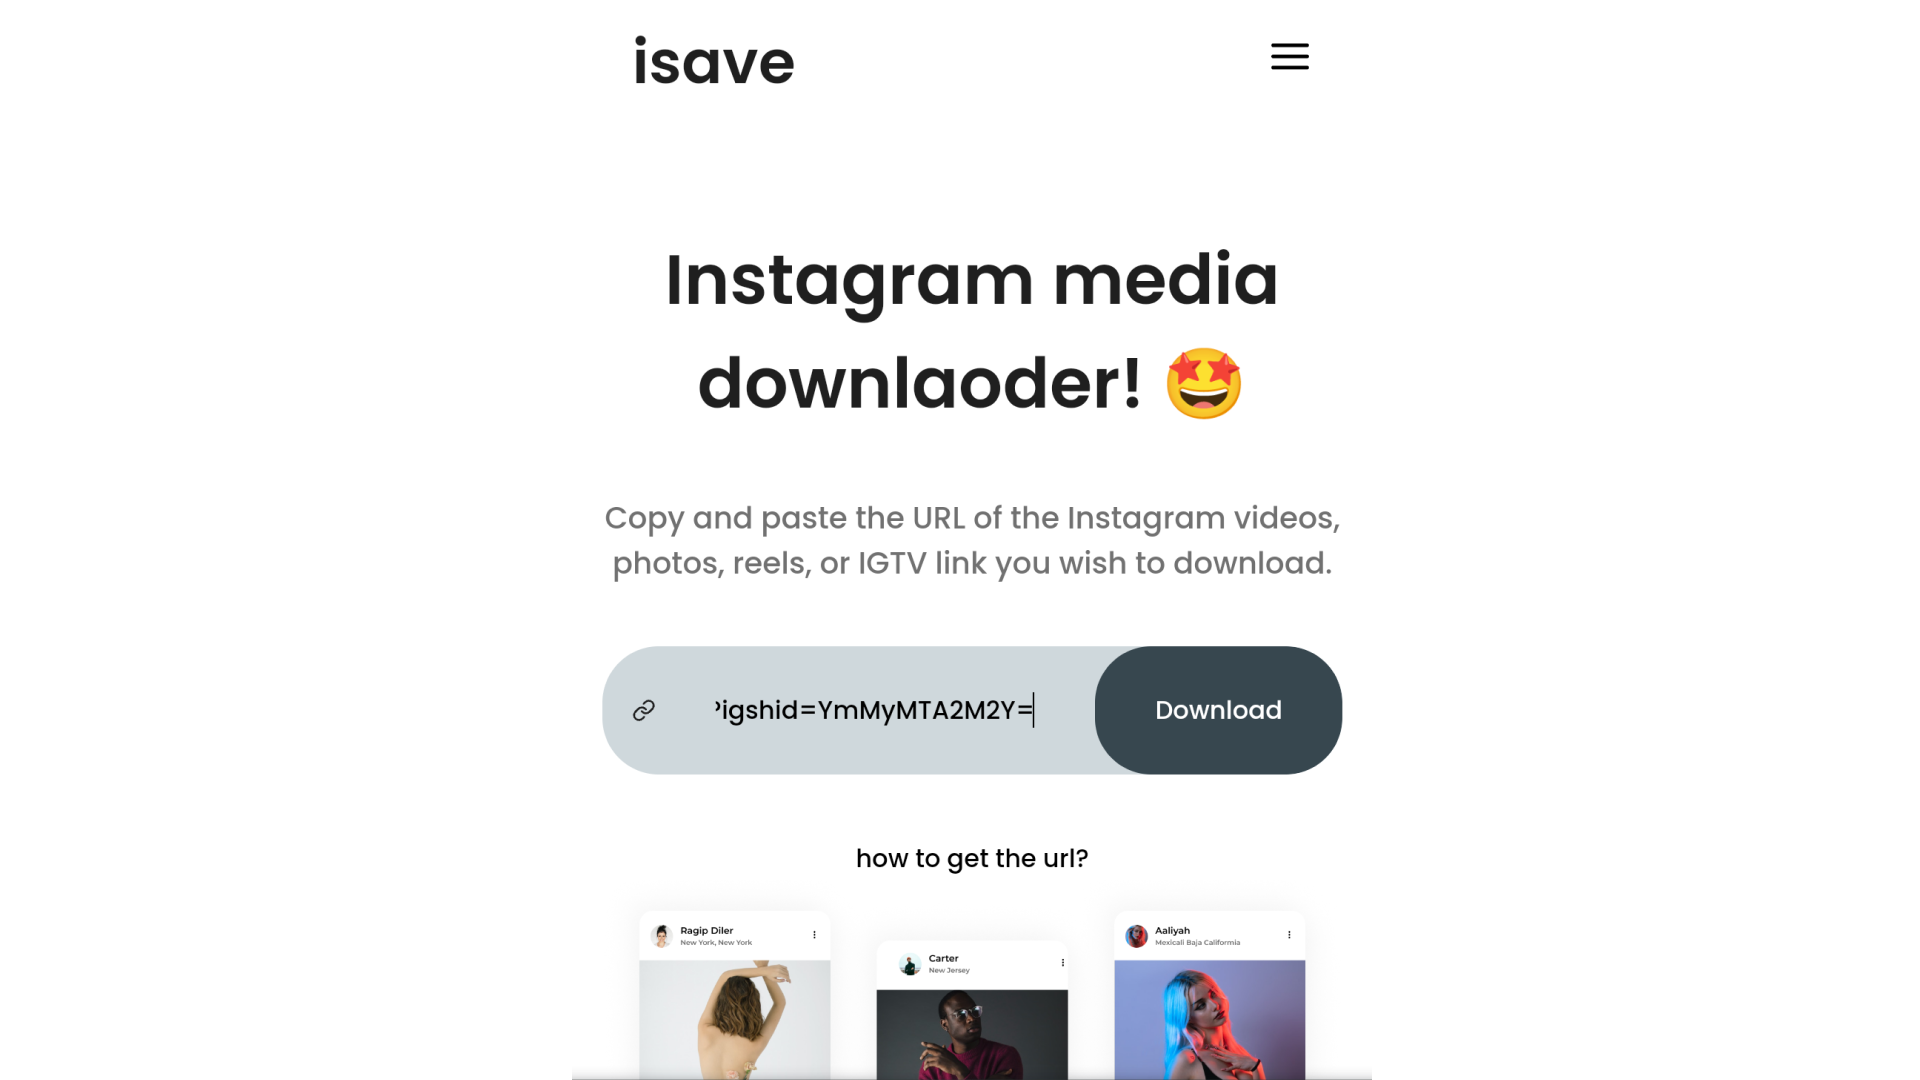 isave
Instagram media
downlaoder! 🤩
Copy and paste the URL of the Instagram videos,
photos, reels, or IGTV link you wish to download.
?igshid=YmMyMTA2M2Y=
Download
how to get the url?
Ragip Diler
New York, New York
Carter
New Jersey
Aaliyah
Mexicali Baja California